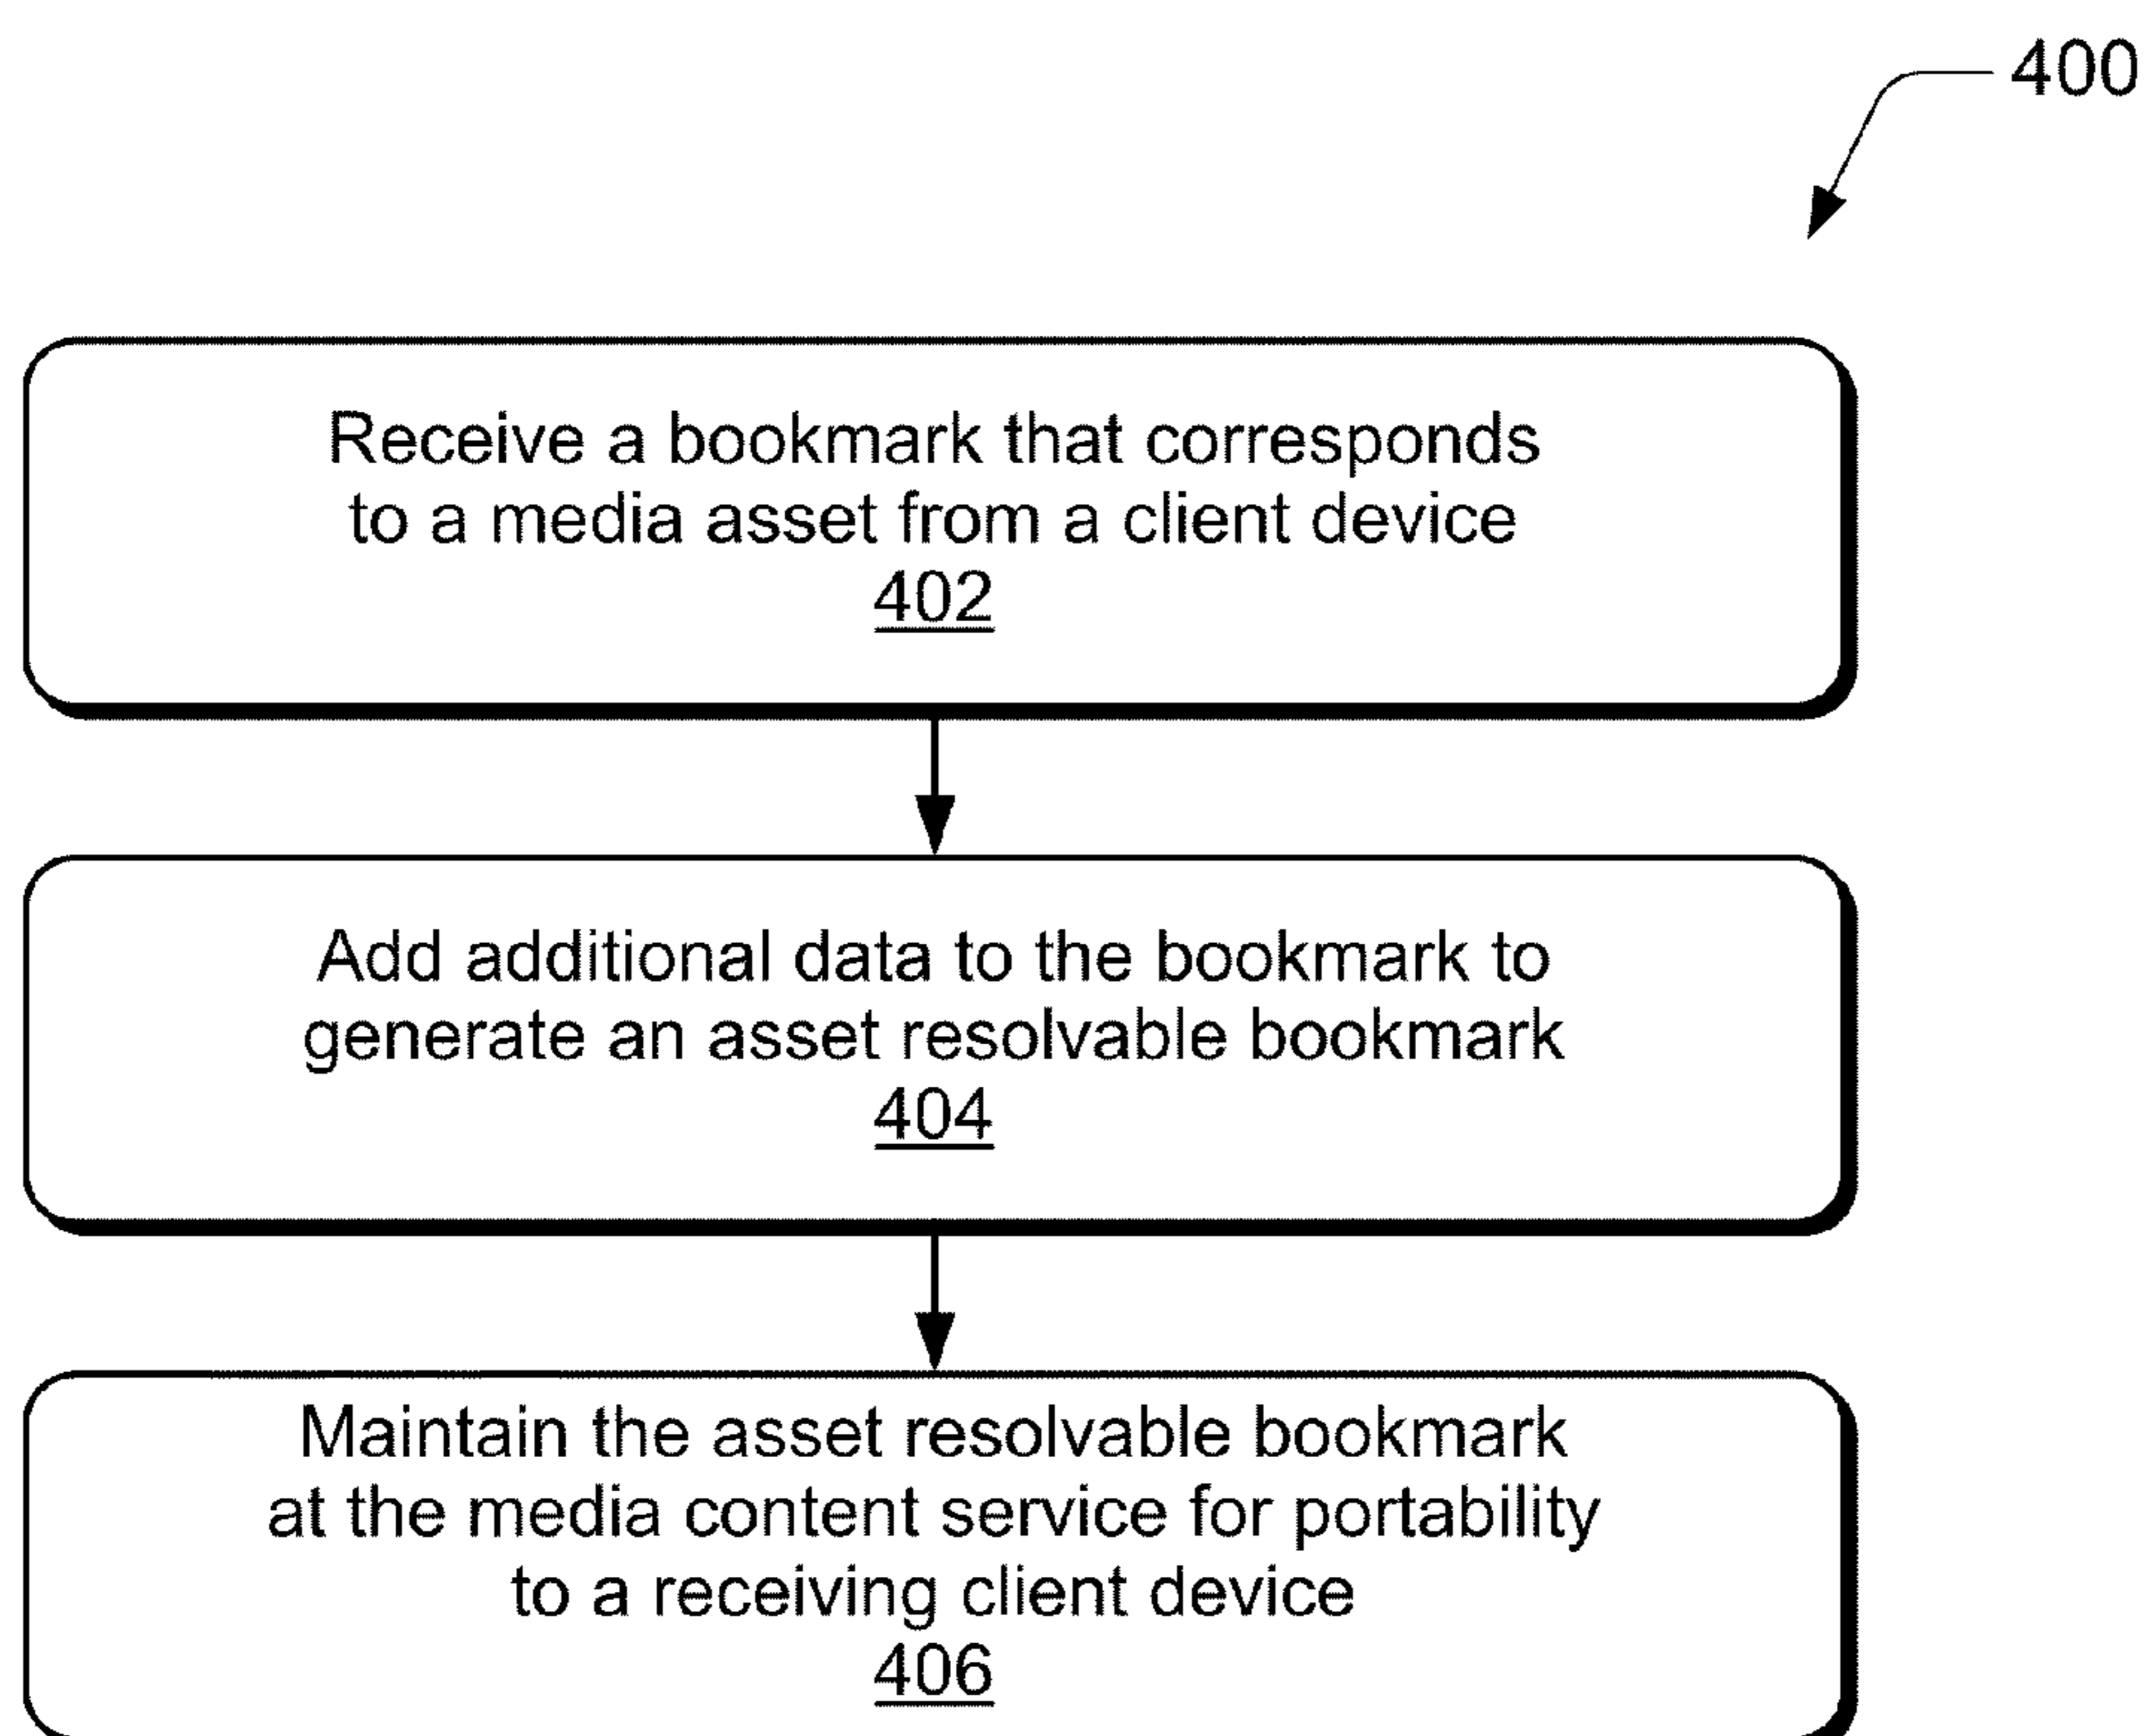 400
Receive a bookmark that corresponds
to a media asset from a client device
402
Add additional data to the bookmark to
generate an asset resolvable bookmark
404
Maintain the asset resolvable bookmark
at the media content service for portability
to a receiving client device
406